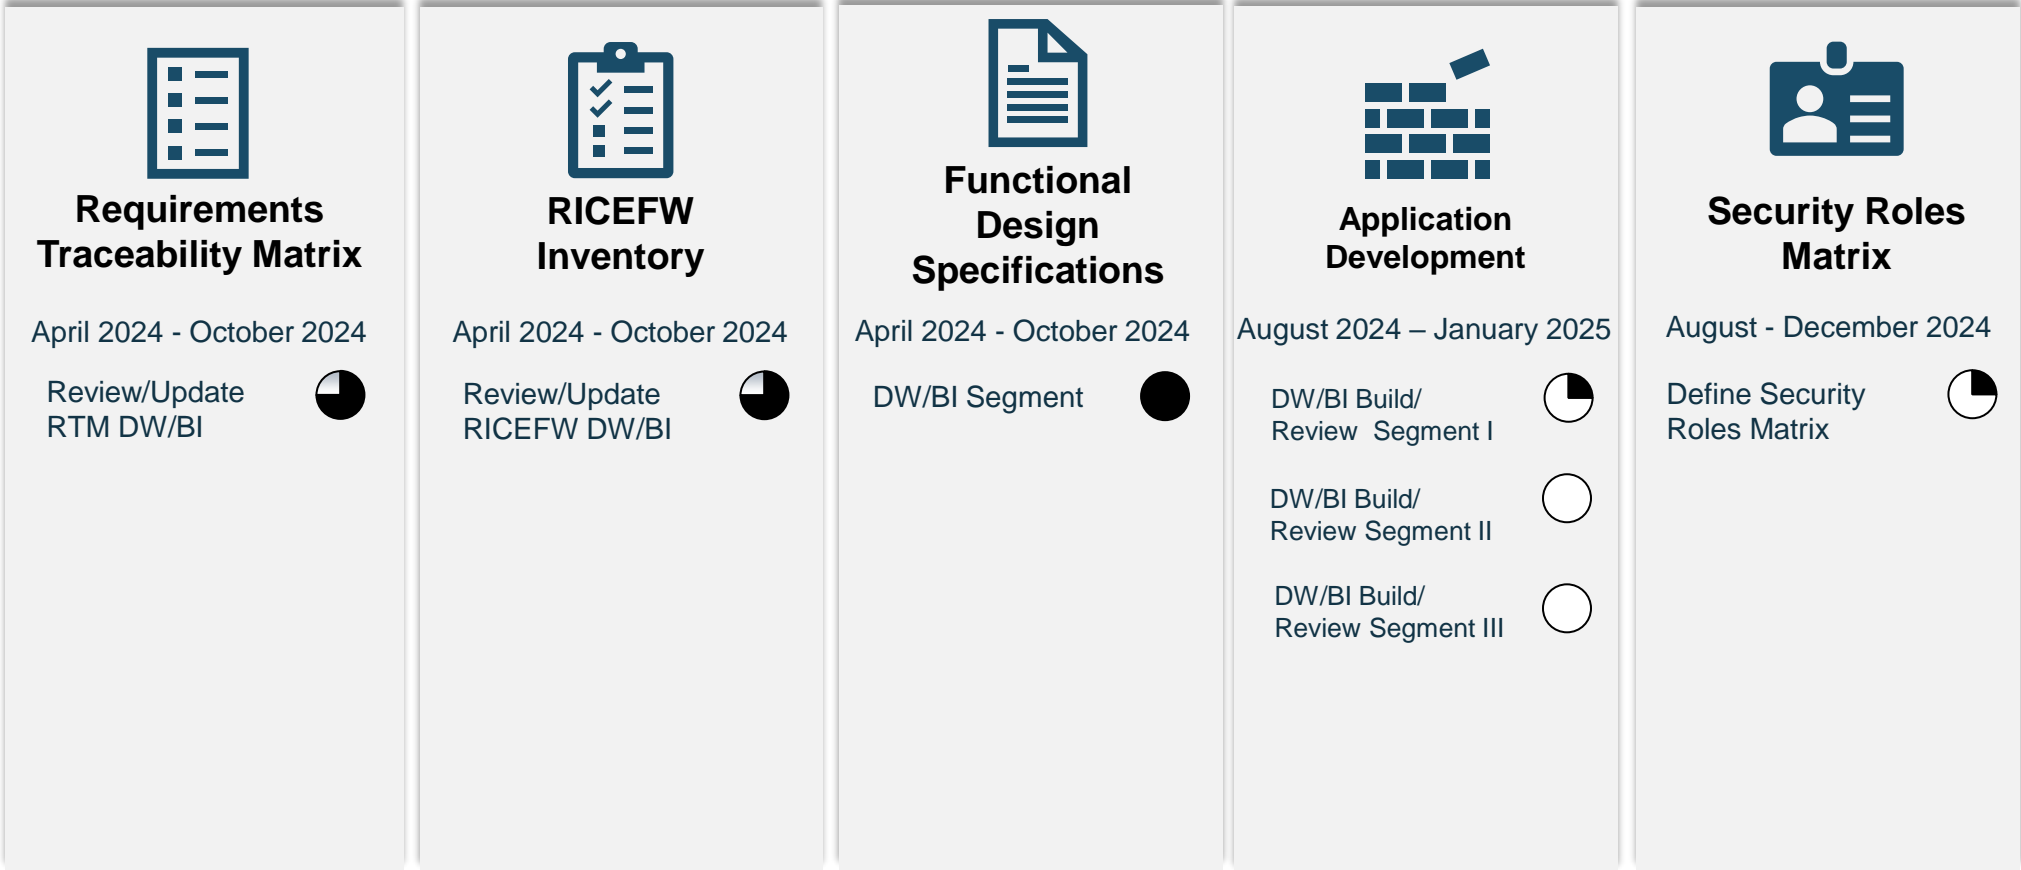 Requirements
Traceability Matrix
April 2024 - October 2024
Review/Update
RTM DW/BI
RICEFW
Inventory
April 2024 - October 2024
Review/Update
RICEFW DW/BI
Functional
Design
Specifications
April 2024 - October 2024
DW/BI Segment
Application
Development
August 2024 – January 2025
DW/BI Build/
Review  Segment I
DW/BI Build/
Review Segment II
DW/BI Build/
Review Segment III
Security Roles
Matrix
August - December 2024
Define Security
Roles Matrix